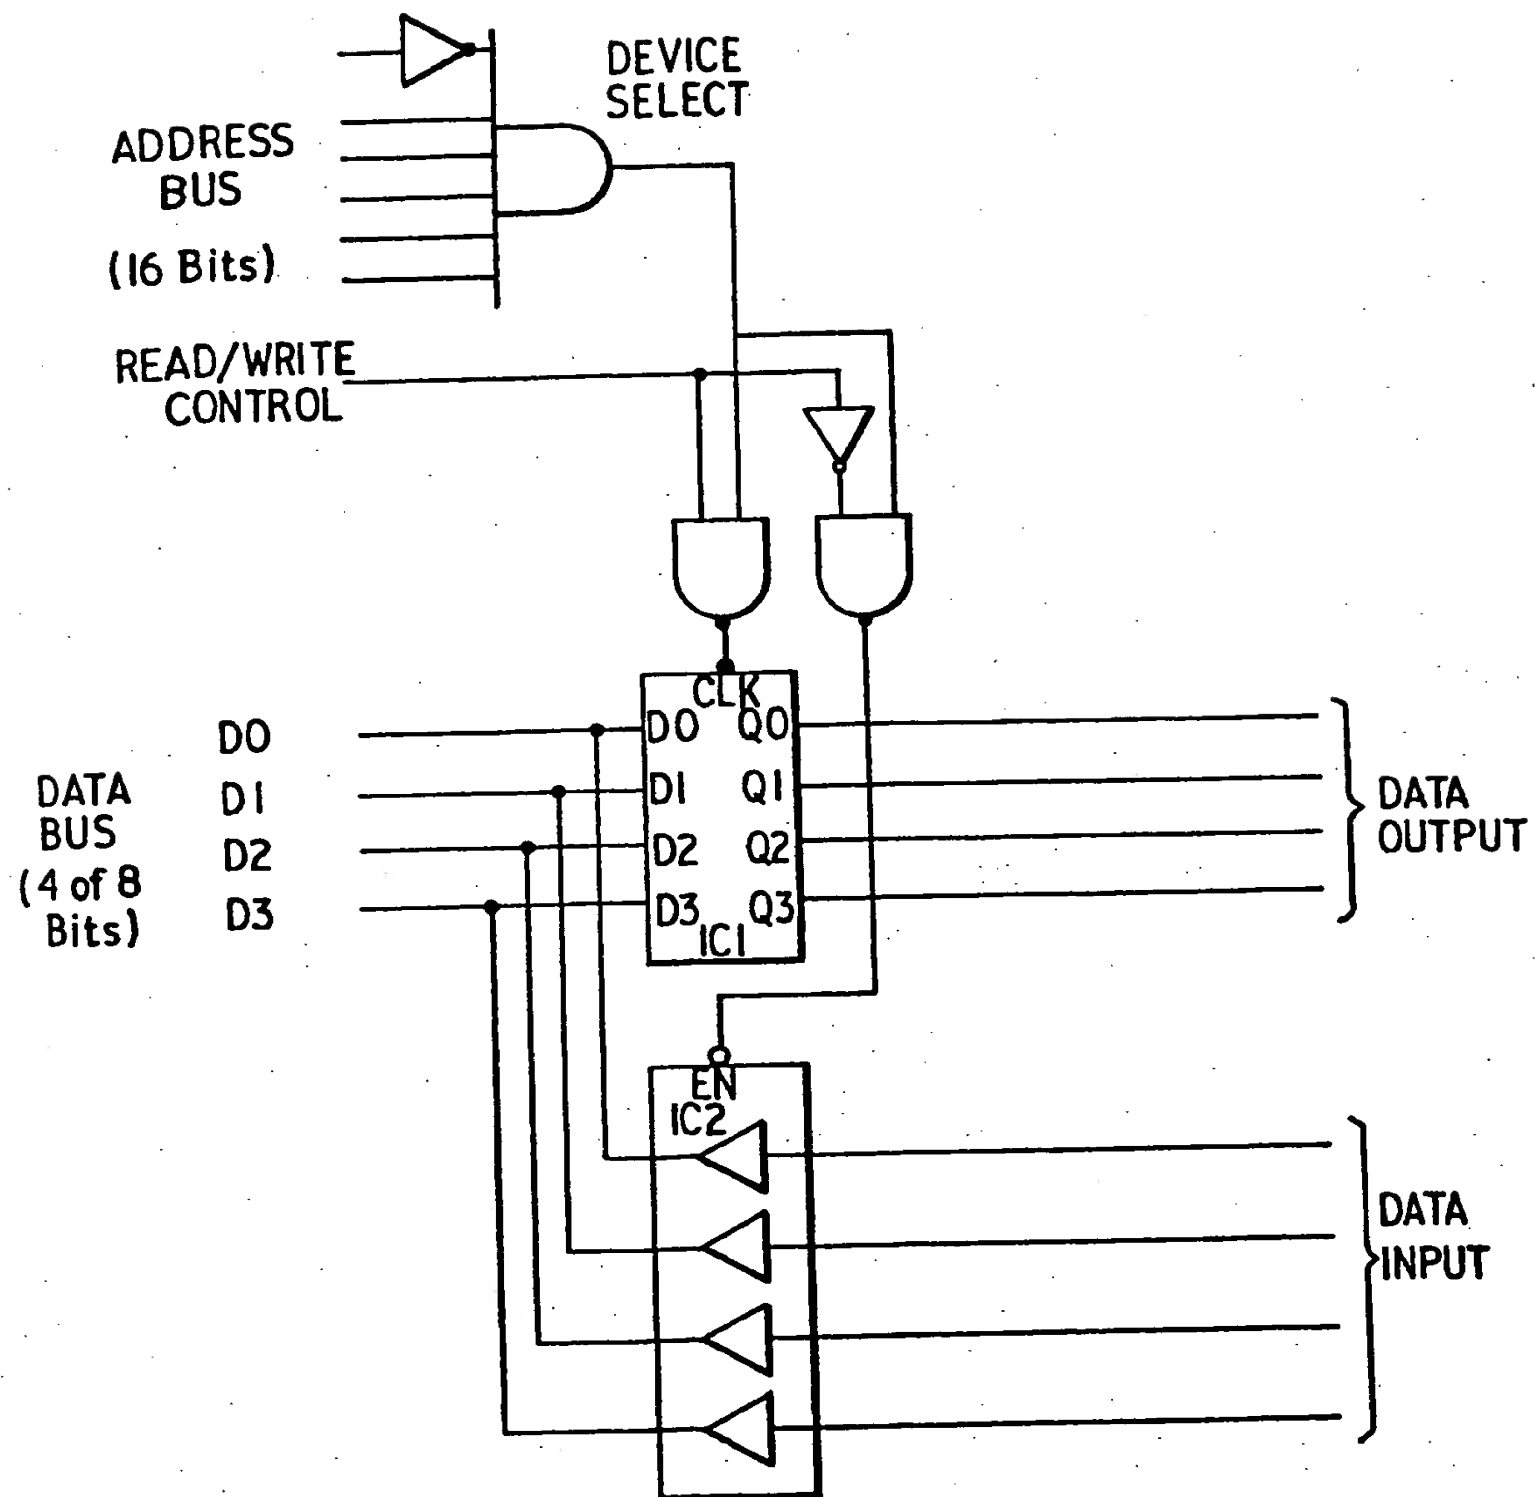 DEVICE
SELECT
ADDRESS
BUS
(16 Bits)
READ/WRITE
CONTROL
CLK
D0
D0
Q0
D1
D1
Q1
DATA
BUS
(4 of 8
Bits)
D2
D2
Q2
D3
D3
Q3
IC1
DATA
OUTPUT
EN
IC2
DATA
INPUT